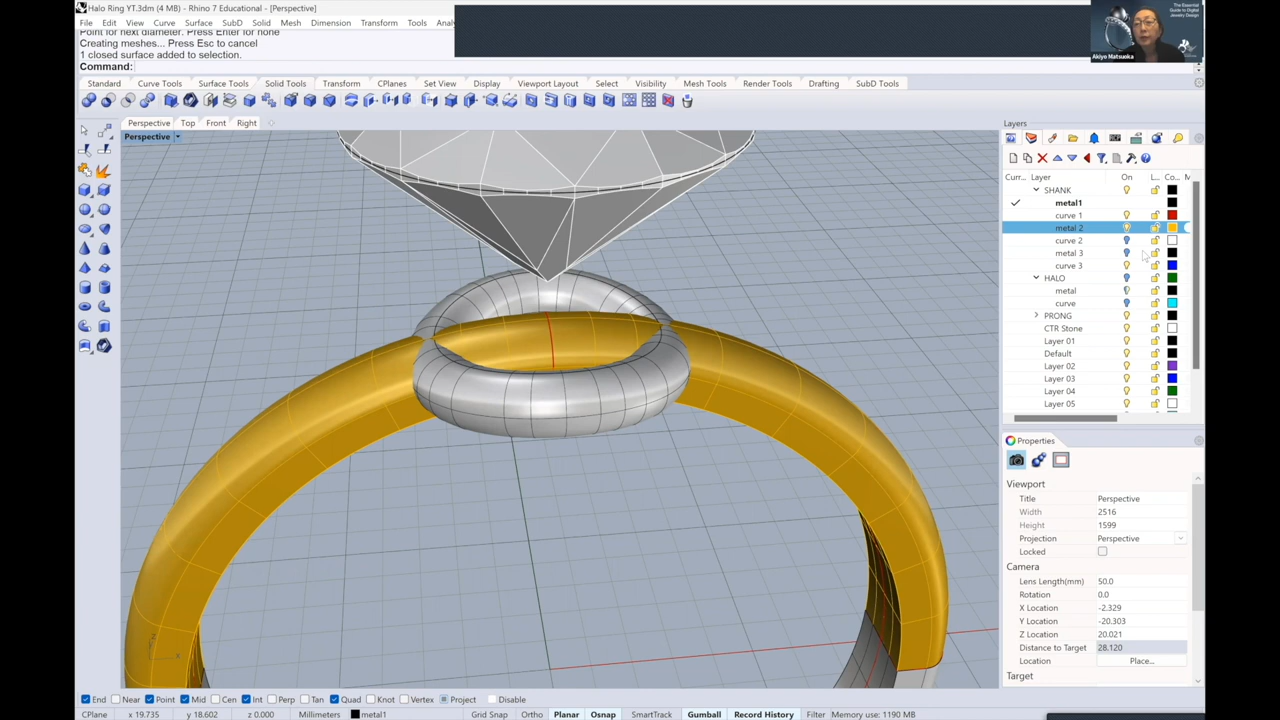 Halo Ring YT.3dm (4 MB) - Rhino 7 Educational - [Perspective]
File Edit View Curve Surface SubD Solid Mesh Dimension Transform Tools
Point for next diameter. Press Enter for none
Creating meshes... Press Esc to cancel
1 closed surface added to selection.
Command:
The Essential
Guide to Digital
Jewelry Design
Akiyo Matsuoka
Standard Curve Tools Surface Tools Solid Tools Transform CPlanes Set View Display Viewport Layout Select Visibility Mesh Tools Render Tools Drafting SubD Tools
Perspective Top Front Right
Perspective
Layers
Curr... Layer On L... Co... M
SHANK
metal1
curve 1
metal 2
curve 2
metal 3
curve 3
HALO
metal
curve
PRONG
CTR Stone
Layer 01
Default
Layer 02
Layer 03
Layer 04
Layer 05
Properties
Viewport
Title Perspective
Width 2516
Height 1599
Projection Perspective
Locked
Camera
Lens Length(mm) 50.0
Rotation 0.0
X Location -2.329
Y Location -20.303
Z Location 20.021
Distance to Target 28.120
Location Place...
Target
End Near Point Mid Cen Int Perp Tan Quad Knot Vertex Project Disable
CPlane x 19.735 y 18.602 z 0.000 Millimeters metal1 Grid Snap Ortho Planar Osnap SmartTrack Gumball Record History Filter Memory use: 1190 MB